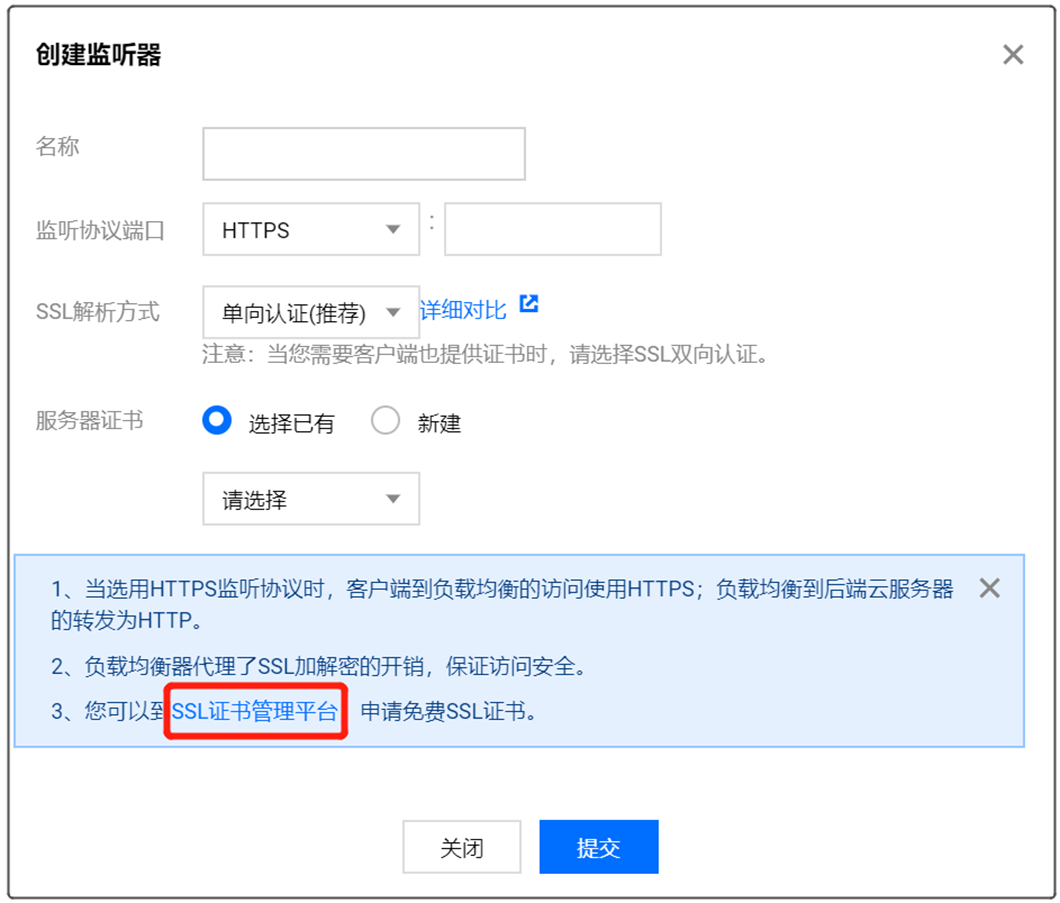 创建监听器
名称
监听协议端口 HTTPS :
SSL解析方式 单向认证(推荐) 详细对比
注意：当您需要客户端也提供证书时，请选择SSL双向认证。
服务器证书 选择已有 新建
请选择
1、当选用HTTPS监听协议时，客户端到负载均衡的访问使用HTTPS；负载均衡到后端云服务器
的转发为HTTP。
2、负载均衡器代理了SSL加解密的开销，保证访问安全。
3、您可以到SSL证书管理平台 申请免费SSL证书。
关闭 提交